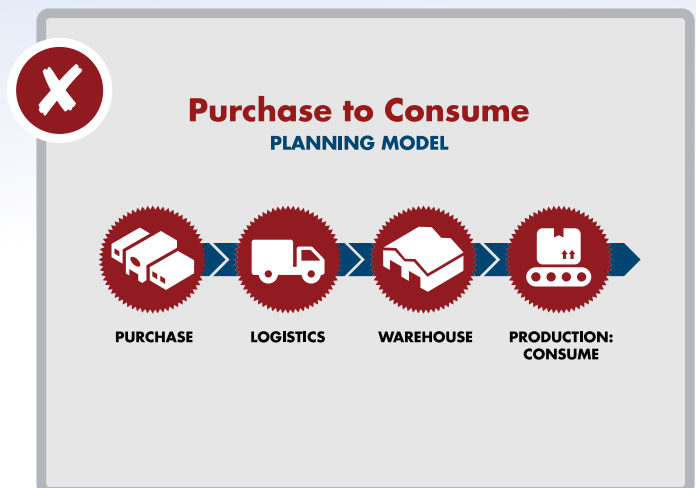 Purchase to Consume
PLANNING MODEL
PURCHASE
LOGISTICS
WAREHOUSE
PRODUCTION:
CONSUME